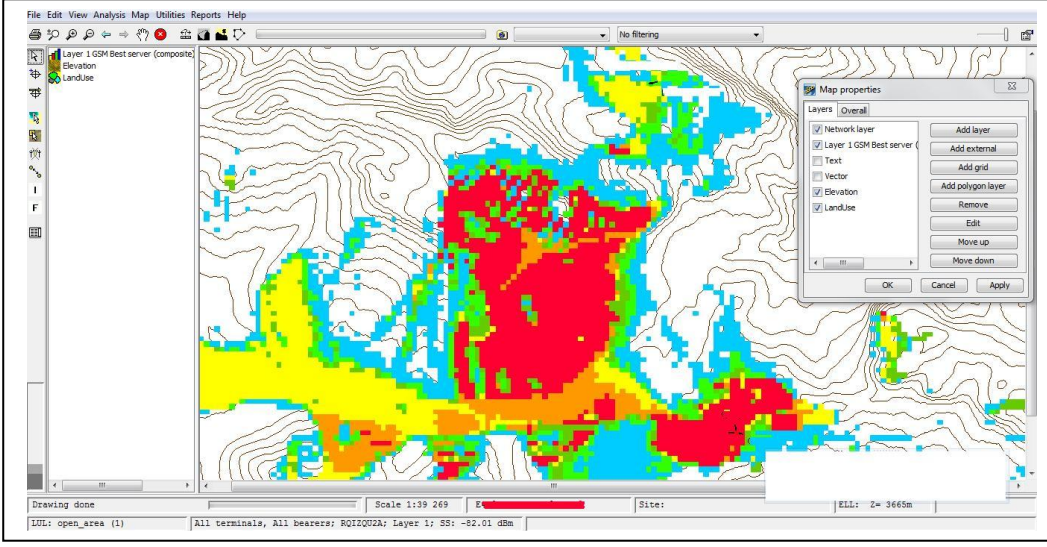 File Edit View Analysis Map Utilities Reports Help
No filtering
Layer 1 GSM Best server (composite)
Elevation
LandUse
I
F
Map properties
Layers Overall
Network layer
Layer 1 GSM Best server (
Text
Vector
Elevation
LandUse
Add layer
Add external
Add grid
Add polygon layer
Remove
Edit
Move up
Move down
OK Cancel Apply
Drawing done Scale 1:39 269 Site: ELL: Z= 3665m
LUL: open_area (1) All terminals, All bearers; RQIZQU2A; Layer 1; SS: -82.01 dBm